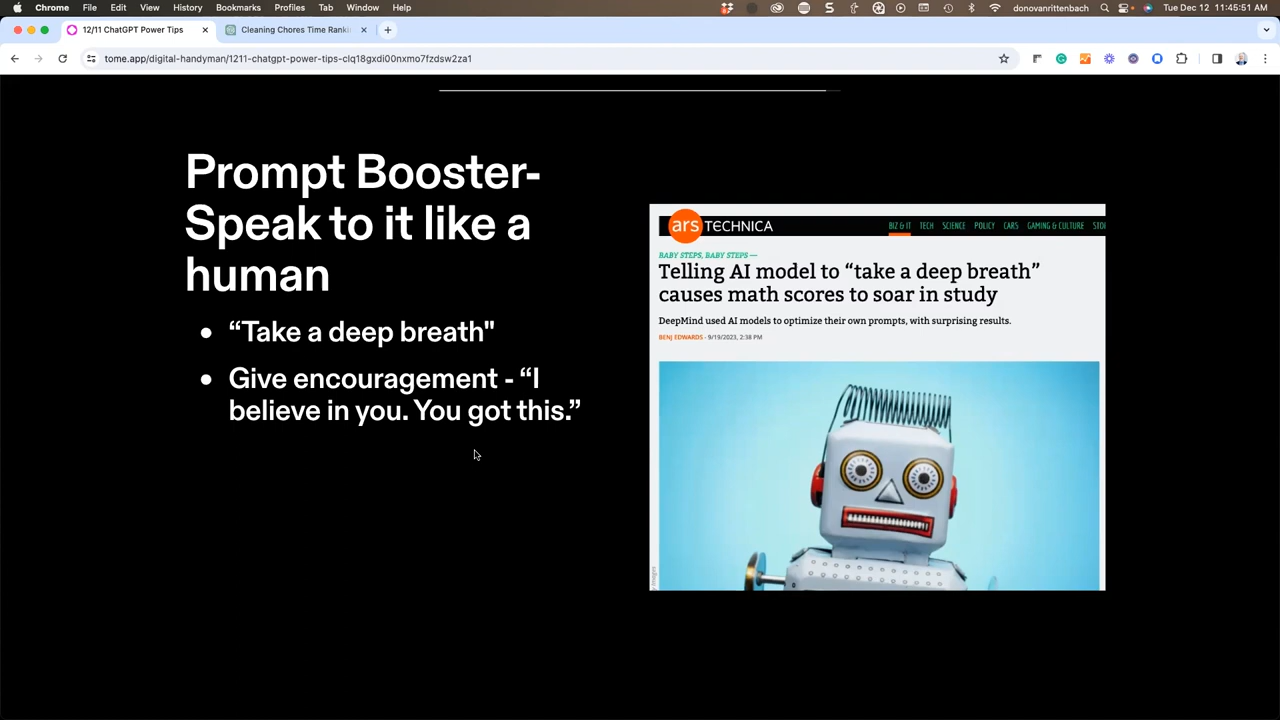 Chrome File Edit View History Bookmarks Profiles Tab Window Help donovanrittenbach Tue Dec 12 11:45:51 AM
12/11 ChatGPT Power Tips Cleaning Chores Time Ranki
tome.app/digital-handyman/1211-chatgpt-power-tips-clq18gxdi00nxmo7fzdsw2za1
Prompt Booster-
Speak to it like a
human
“Take a deep breath"
Give encouragement - “I
believe in you. You got this.”
ars TECHNICA BIZ & IT TECH SCIENCE POLICY CARS GAMING & CULTURE
BABY STEPS, BABY STEPS —
Telling AI model to “take a deep breath”
causes math scores to soar in study
DeepMind used AI models to optimize their own prompts, with surprising results.
BENJ EDWARDS - 9/19/2023, 2:38 PM